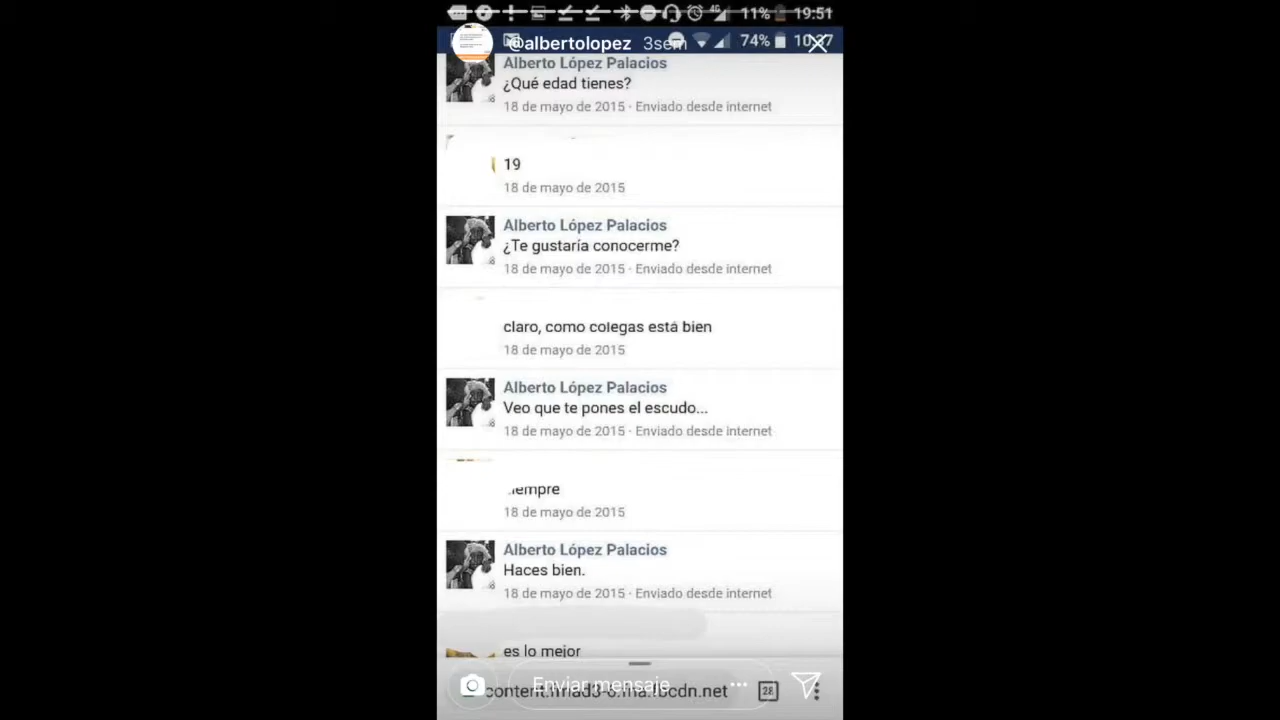 11% 19:51
@albertolopez 3sem 74% 10:37
Alberto López Palacios
¿Qué edad tienes?
18 de mayo de 2015 · Enviado desde internet
19
18 de mayo de 2015
Alberto López Palacios
¿Te gustaría conocerme?
18 de mayo de 2015 · Enviado desde internet
claro, como colegas está bien
18 de mayo de 2015
Alberto López Palacios
Veo que te pones el escudo...
18 de mayo de 2015 · Enviado desde internet
iempre
18 de mayo de 2015
Alberto López Palacios
Haces bien.
18 de mayo de 2015 · Enviado desde internet
es lo mejor
Enviar mensaje
28